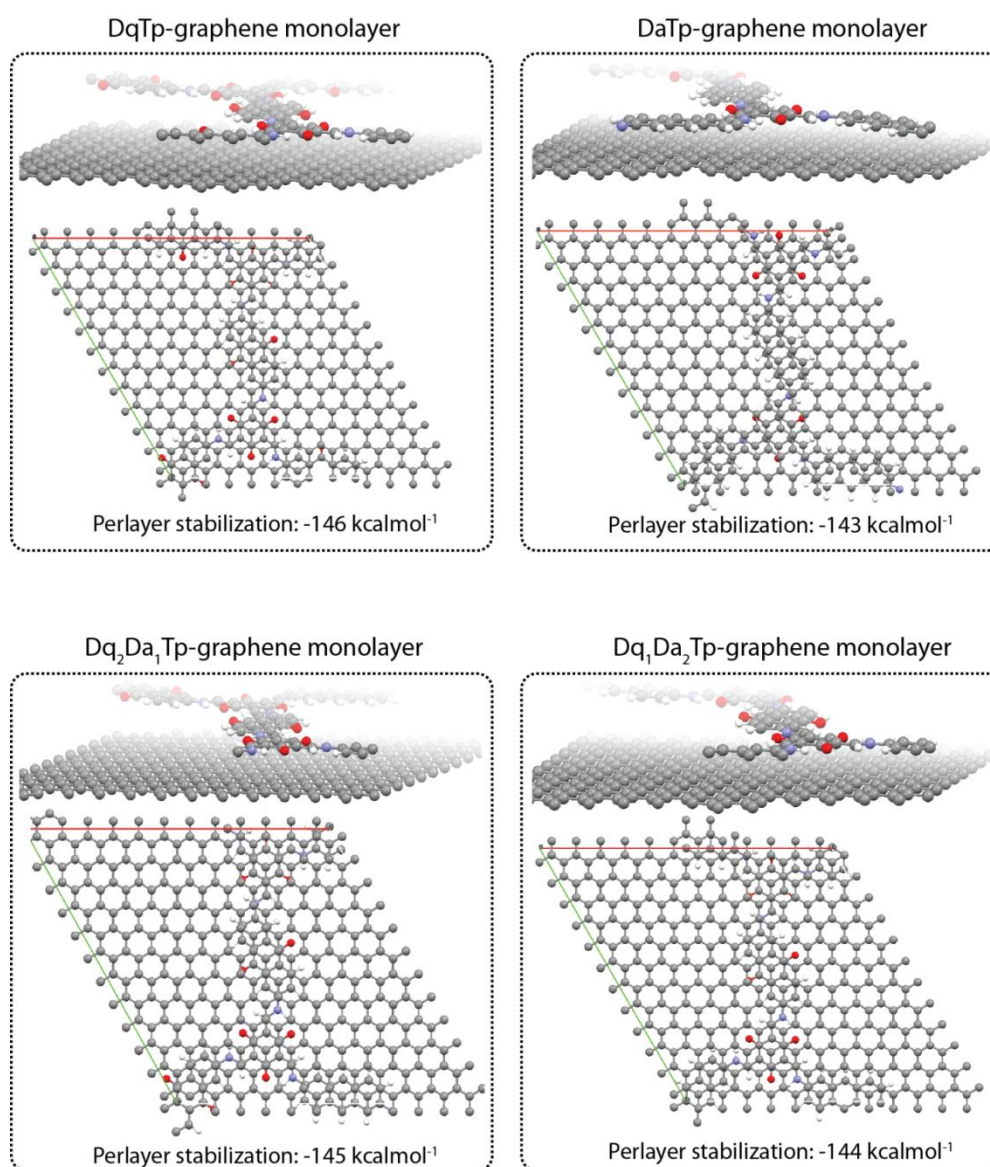 DqTp-graphene monolayer
DaTp-graphene monolayer
Perlayer stabilization: -146 kcalmol⁻¹
Perlayer stabilization: -143 kcalmol⁻¹
Dq₂Da₁Tp-graphene monolayer
Dq₁Da₂Tp-graphene monolayer
Perlayer stabilization: -145 kcalmol⁻¹
Perlayer stabilization: -144 kcalmol⁻¹